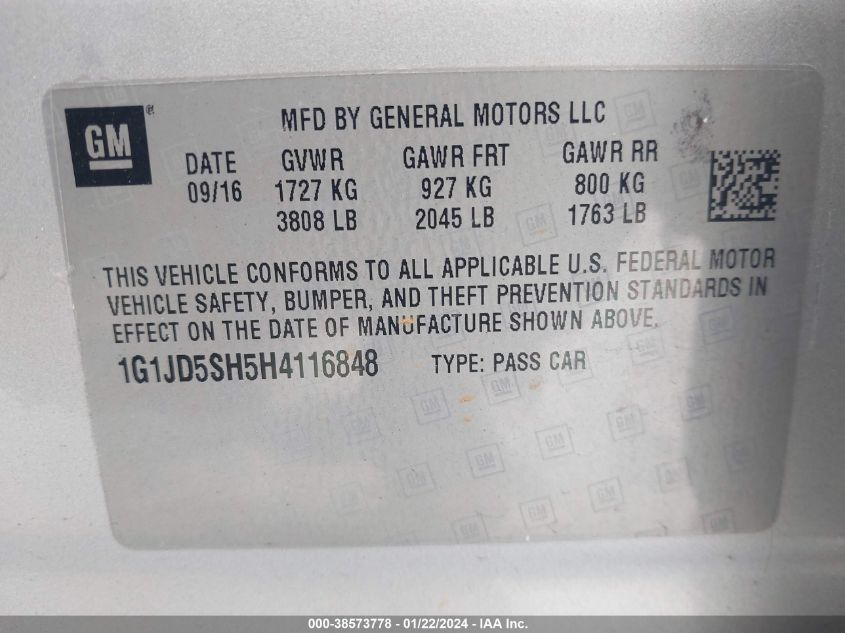 GM®
MFD BY GENERAL MOTORS LLC
DATE GVWR GAWR FRT GAWR RR
09/16 1727 KG 927 KG 800 KG
3808 LB 2045 LB 1763 LB
THIS VEHICLE CONFORMS TO ALL APPLICABLE U.S. FEDERAL MOTOR
VEHICLE SAFETY, BUMPER, AND THEFT PREVENTION STANDARDS IN
EFFECT ON THE DATE OF MANUFACTURE SHOWN ABOVE.
1G1JD5SH5H4116848 TYPE: PASS CAR
000-38573778 - 01/22/2024 - IAA Inc.